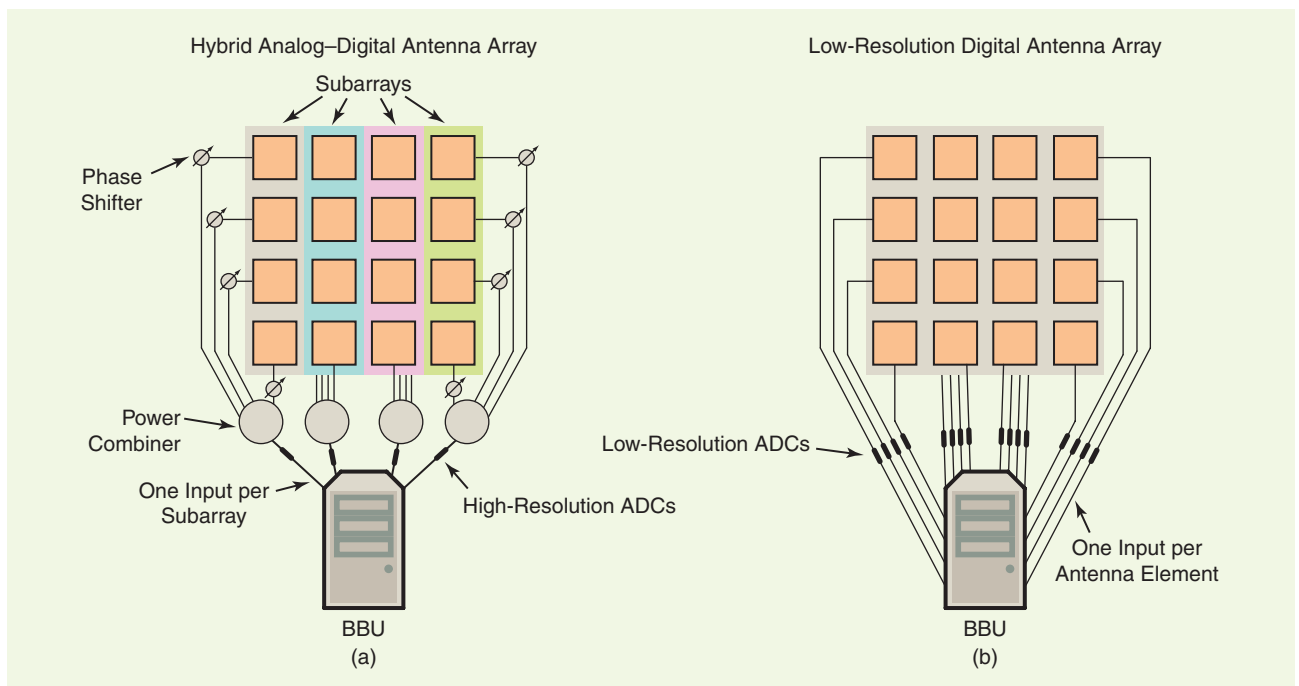 Hybrid Analog–Digital Antenna Array
Subarrays
Phase
Shifter
Power
Combiner
One Input per
Subarray
High-Resolution ADCs
BBU
(a)
Low-Resolution Digital Antenna Array
Low-Resolution ADCs
One Input per
Antenna Element
BBU
(b)